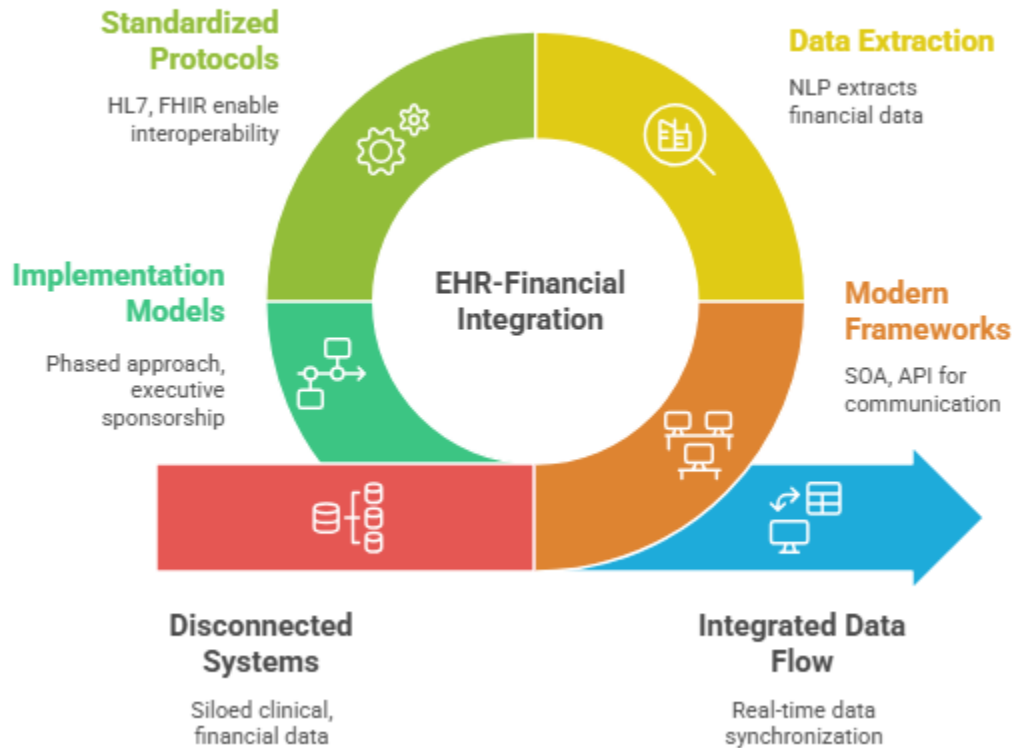 Standardized
Protocols
HL7, FHIR enable
interoperability
Data Extraction
NLP extracts
financial data
Implementation
Models
Phased approach,
executive
sponsorship
EHR-Financial
Integration
Modern
Frameworks
SOA, API for
communication
Disconnected
Systems
Siloed clinical,
financial data
Integrated Data
Flow
Real-time data
synchronization